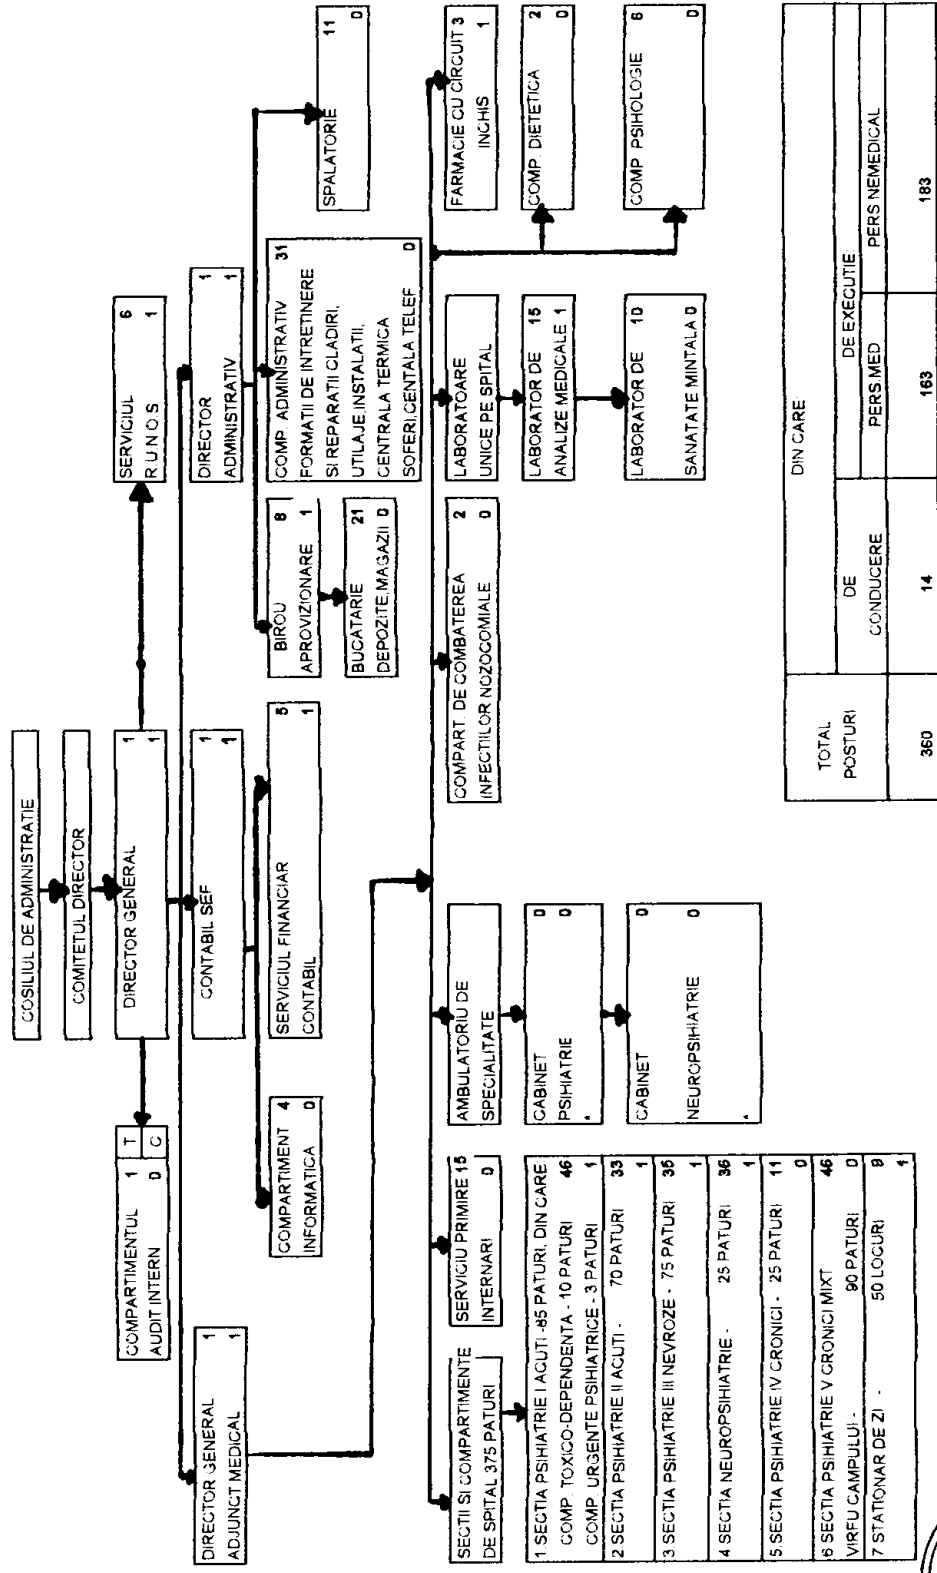 COSILIUL DE ADMINISTRATIE
COMITETUL DIRECTOR
DIRECTOR GENERAL 1
1
COMPARTIMENTUL 1 T
AUDIT INTERN 0 C
SERVICIUL 6
R U N O S 1
DIRECTOR GENERAL 1
ADJUNCT MEDICAL 1
CONTABIL SEF 1
1
DIRECTOR 1
ADMINISTRATIV 1
COMPARTIMENT 4
INFORMATICA 0
SERVICIUL FINANCIAR 5
CONTABIL 1
BIROU 8
APROVIZIONARE 1
BUCATARIE 21
DEPOZITE,MAGAZII 0
COMP. ADMINISTRATIV 31
FORMATII DE INTRETINERE
SI REPARATII CLADIRI,
UTILAJE,INSTALATII,
CENTRALA TERMICA
SOFERI,CENTALA TELEF 0
SPALATORIE 11
0
SECTII SI COMPARTIMENTE
DE SPITAL 375 PATURI
SERVICIU PRIMIRE 15
INTERNARI 0
AMBULATORIU DE
SPECIALITATE
COMPART. DE COMBATEREA 2
INFECTIILOR NOZOCOMIALE 0
LABORATOARE
UNICE PE SPITAL
FARMACIE CU CIRCUIT 3
INCHIS 1
1.SECTIA PSIHIATRIE I ACUTI -85 PATURI, DIN CARE:
COMP. TOXICO-DEPENDENTA - 10 PATURI 46
COMP. URGENTE PSIHIATRICE - 3 PATURI 1
2.SECTIA PSIHIATRIE II ACUTI - 70 PATURI 33
1
3 SECTIA PSIHIATRIE III NEVROZE - 75 PATURI 35
1
4 SECTIA NEUROPSIHIATRIE - 25 PATURI 36
1
5.SECTIA PSIHIATRIE IV CRONICI - 25 PATURI 11
0
6 SECTIA PSIHIATRIE V CRONICI MIXT 46
VIRFU CAMPULUI - 90 PATURI 0
7 STATIONAR DE ZI - 50 LOCURI 9
1
CABINET 0
PSIHIATRIE 0
*
CABINET 0
NEUROPSIHIATRIE 0
*
LABORATOR DE 15
ANALIZE MEDICALE 1
LABORATOR DE 10
SANATATE MINTALA 0
COMP. DIETETICA 2
0
COMP PSIHOLOGIE 6
0
TOTAL POSTURI
DIN CARE:
DE CONDUCERE
DE EXECUTIE:
PERS.MED PERS NEMEDICAL
360 14 163 183